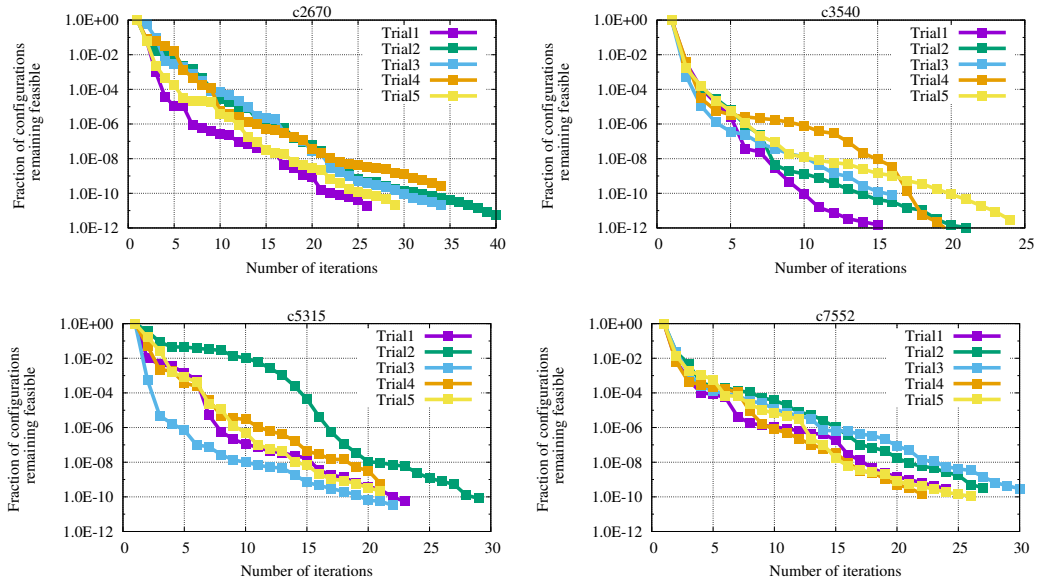 c2670
1.0E+00
1.0E-02
1.0E-04
1.0E-06
1.0E-08
1.0E-10
1.0E-12
0 5 10 15 20 25 30 35 40
Number of iterations
Fraction of configurations
remaining feasible
Trial1
Trial2
Trial3
Trial4
Trial5
c3540
1.0E+00
1.0E-02
1.0E-04
1.0E-06
1.0E-08
1.0E-10
1.0E-12
0 5 10 15 20 25
Number of iterations
Fraction of configurations
remaining feasible
Trial1
Trial2
Trial3
Trial4
Trial5
c5315
1.0E+00
1.0E-02
1.0E-04
1.0E-06
1.0E-08
1.0E-10
1.0E-12
0 5 10 15 20 25 30
Number of iterations
Fraction of configurations
remaining feasible
Trial1
Trial2
Trial3
Trial4
Trial5
c7552
1.0E+00
1.0E-02
1.0E-04
1.0E-06
1.0E-08
1.0E-10
1.0E-12
0 5 10 15 20 25 30
Number of iterations
Fraction of configurations
remaining feasible
Trial1
Trial2
Trial3
Trial4
Trial5